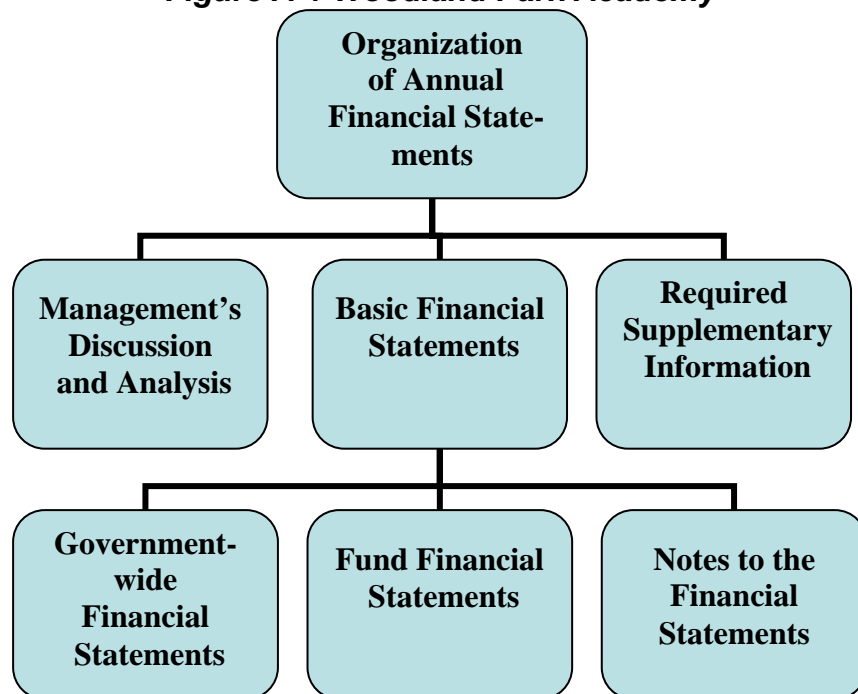 Figure A-1 Woodland Park Academy
Organization
of Annual
Financial State-
ments
Management’s
Discussion
and Analysis
Basic Financial
Statements
Required
Supplementary
Information
Government-
wide
Financial
Statements
Fund Financial
Statements
Notes to the
Financial
Statements